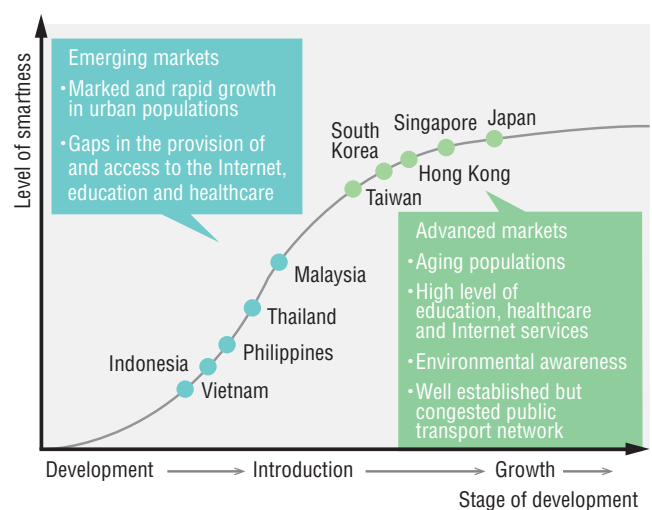 Level of smartness
Emerging markets
•Marked and rapid growth
in urban populations
•Gaps in the provision of
and access to the Internet,
education and healthcare
South
Korea
Singapore
Japan
Hong Kong
Taiwan
Malaysia
Thailand
Philippines
Indonesia
Vietnam
Advanced markets
•Aging populations
•High level of
education, healthcare
and Internet services
•Environmental awareness
•Well established but
congested public
transport network
Development → Introduction → Growth →
Stage of development